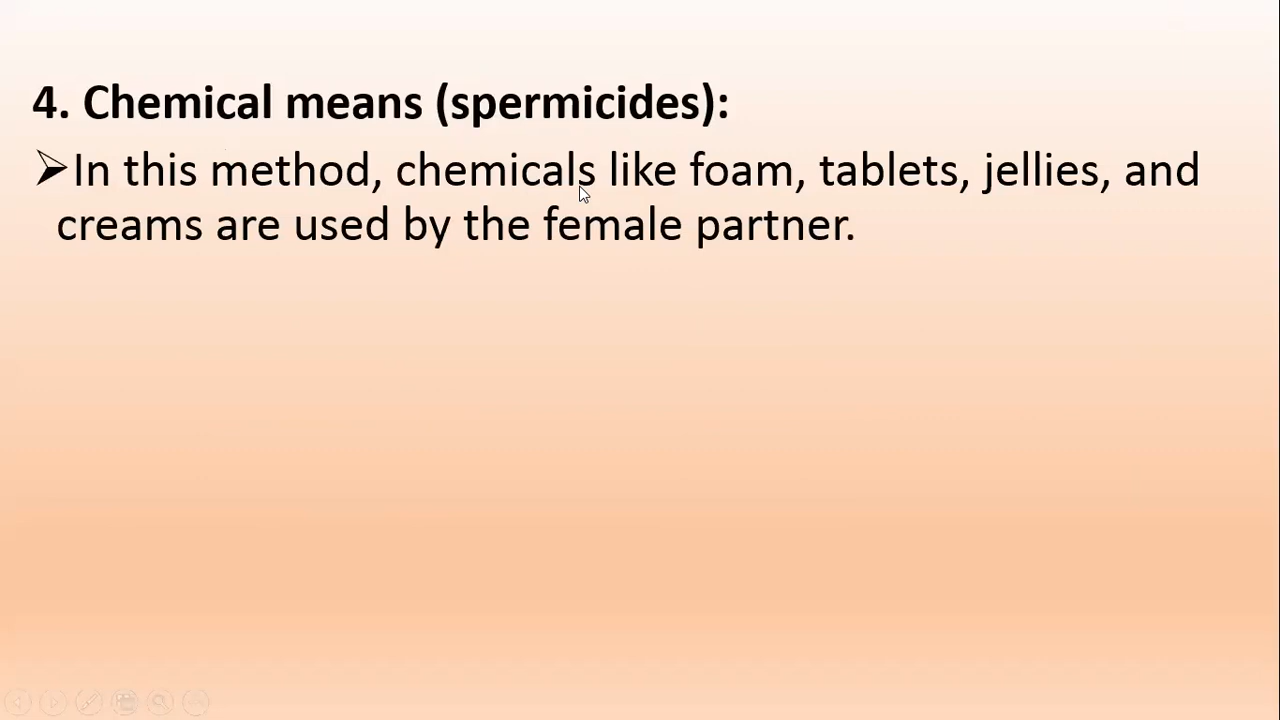 4. Chemical means (spermicides):
➢In this method, chemicals like foam, tablets, jellies, and
creams are used by the female partner.